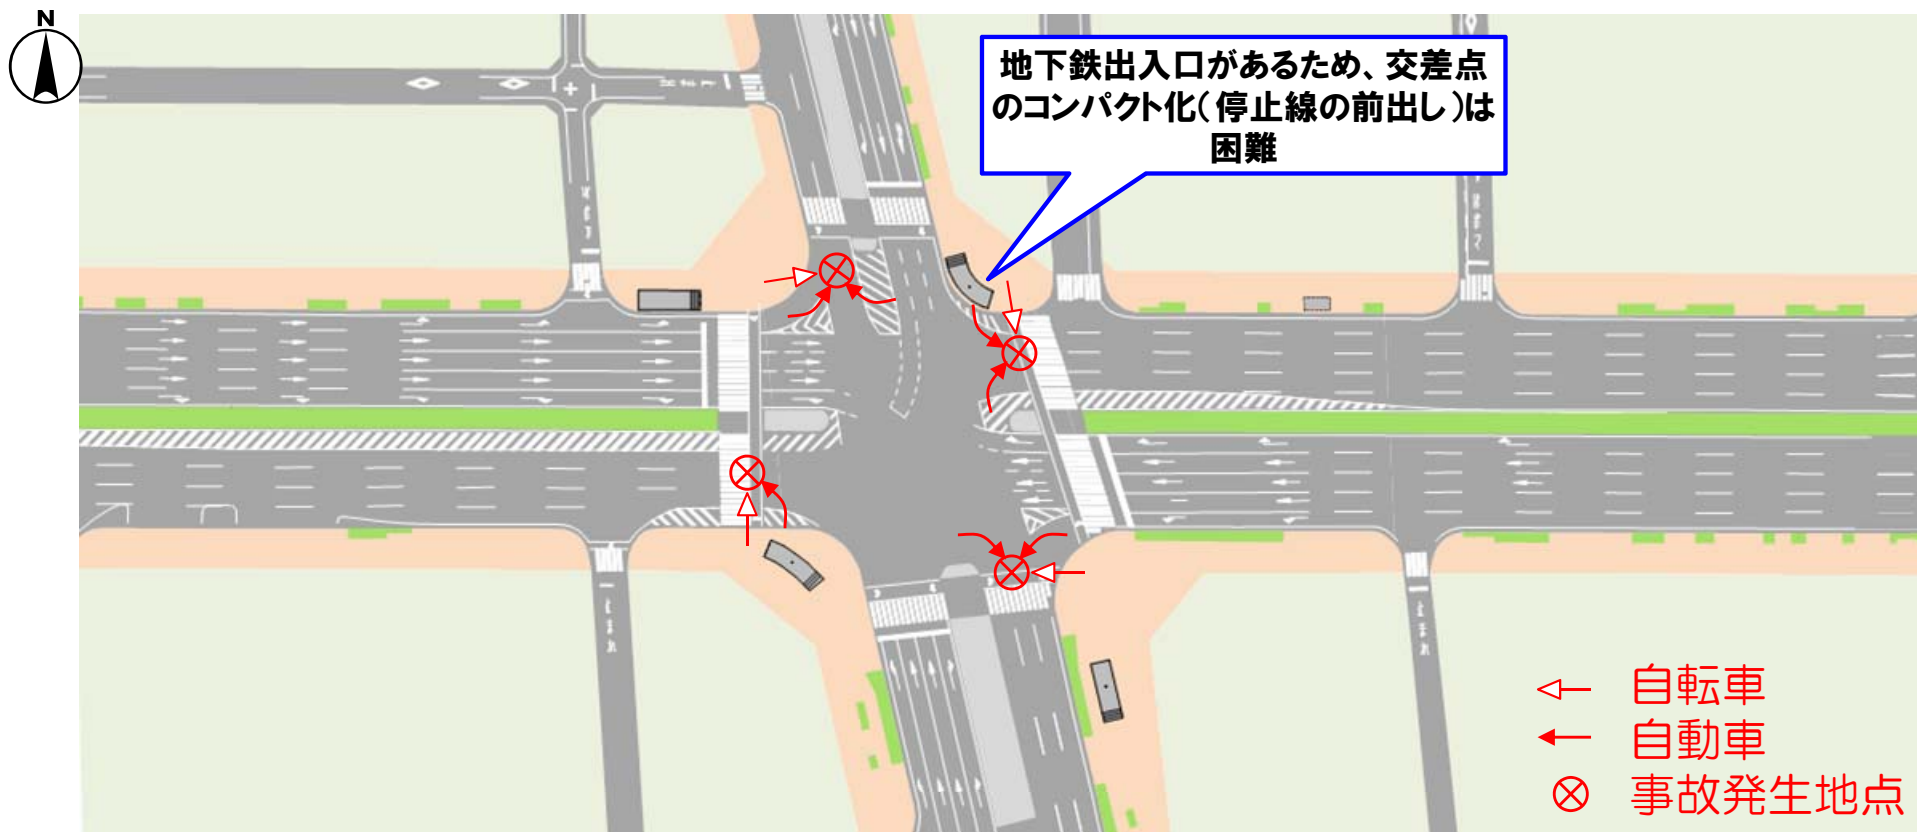 N
地下鉄出入口があるため、交差点
のコンパクト化(停止線の前出し)は
困難
自転車
自動車
事故発生地点